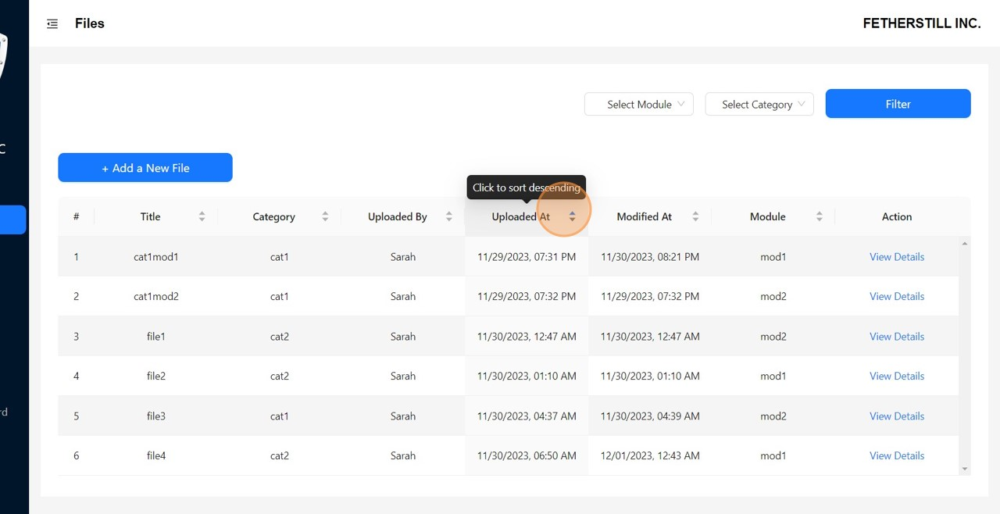 Files
FETHERSTILL INC.
C
Select Module
Select Category
Filter
+ Add a New File
Click to sort descending
# Title Category Uploaded By Uploaded At Modified At Module Action
1 cat1mod1 cat1 Sarah 11/29/2023, 07:31 PM 11/30/2023, 08:21 PM mod1 View Details
2 cat1mod2 cat1 Sarah 11/29/2023, 07:32 PM 11/29/2023, 07:32 PM mod2 View Details
3 file1 cat2 Sarah 11/30/2023, 12:47 AM 11/30/2023, 12:47 AM mod2 View Details
4 file2 cat2 Sarah 11/30/2023, 01:10 AM 11/30/2023, 01:10 AM mod1 View Details
rd
5 file3 cat1 Sarah 11/30/2023, 04:37 AM 11/30/2023, 04:39 AM mod2 View Details
6 file4 cat2 Sarah 11/30/2023, 06:50 AM 12/01/2023, 12:43 AM mod1 View Details